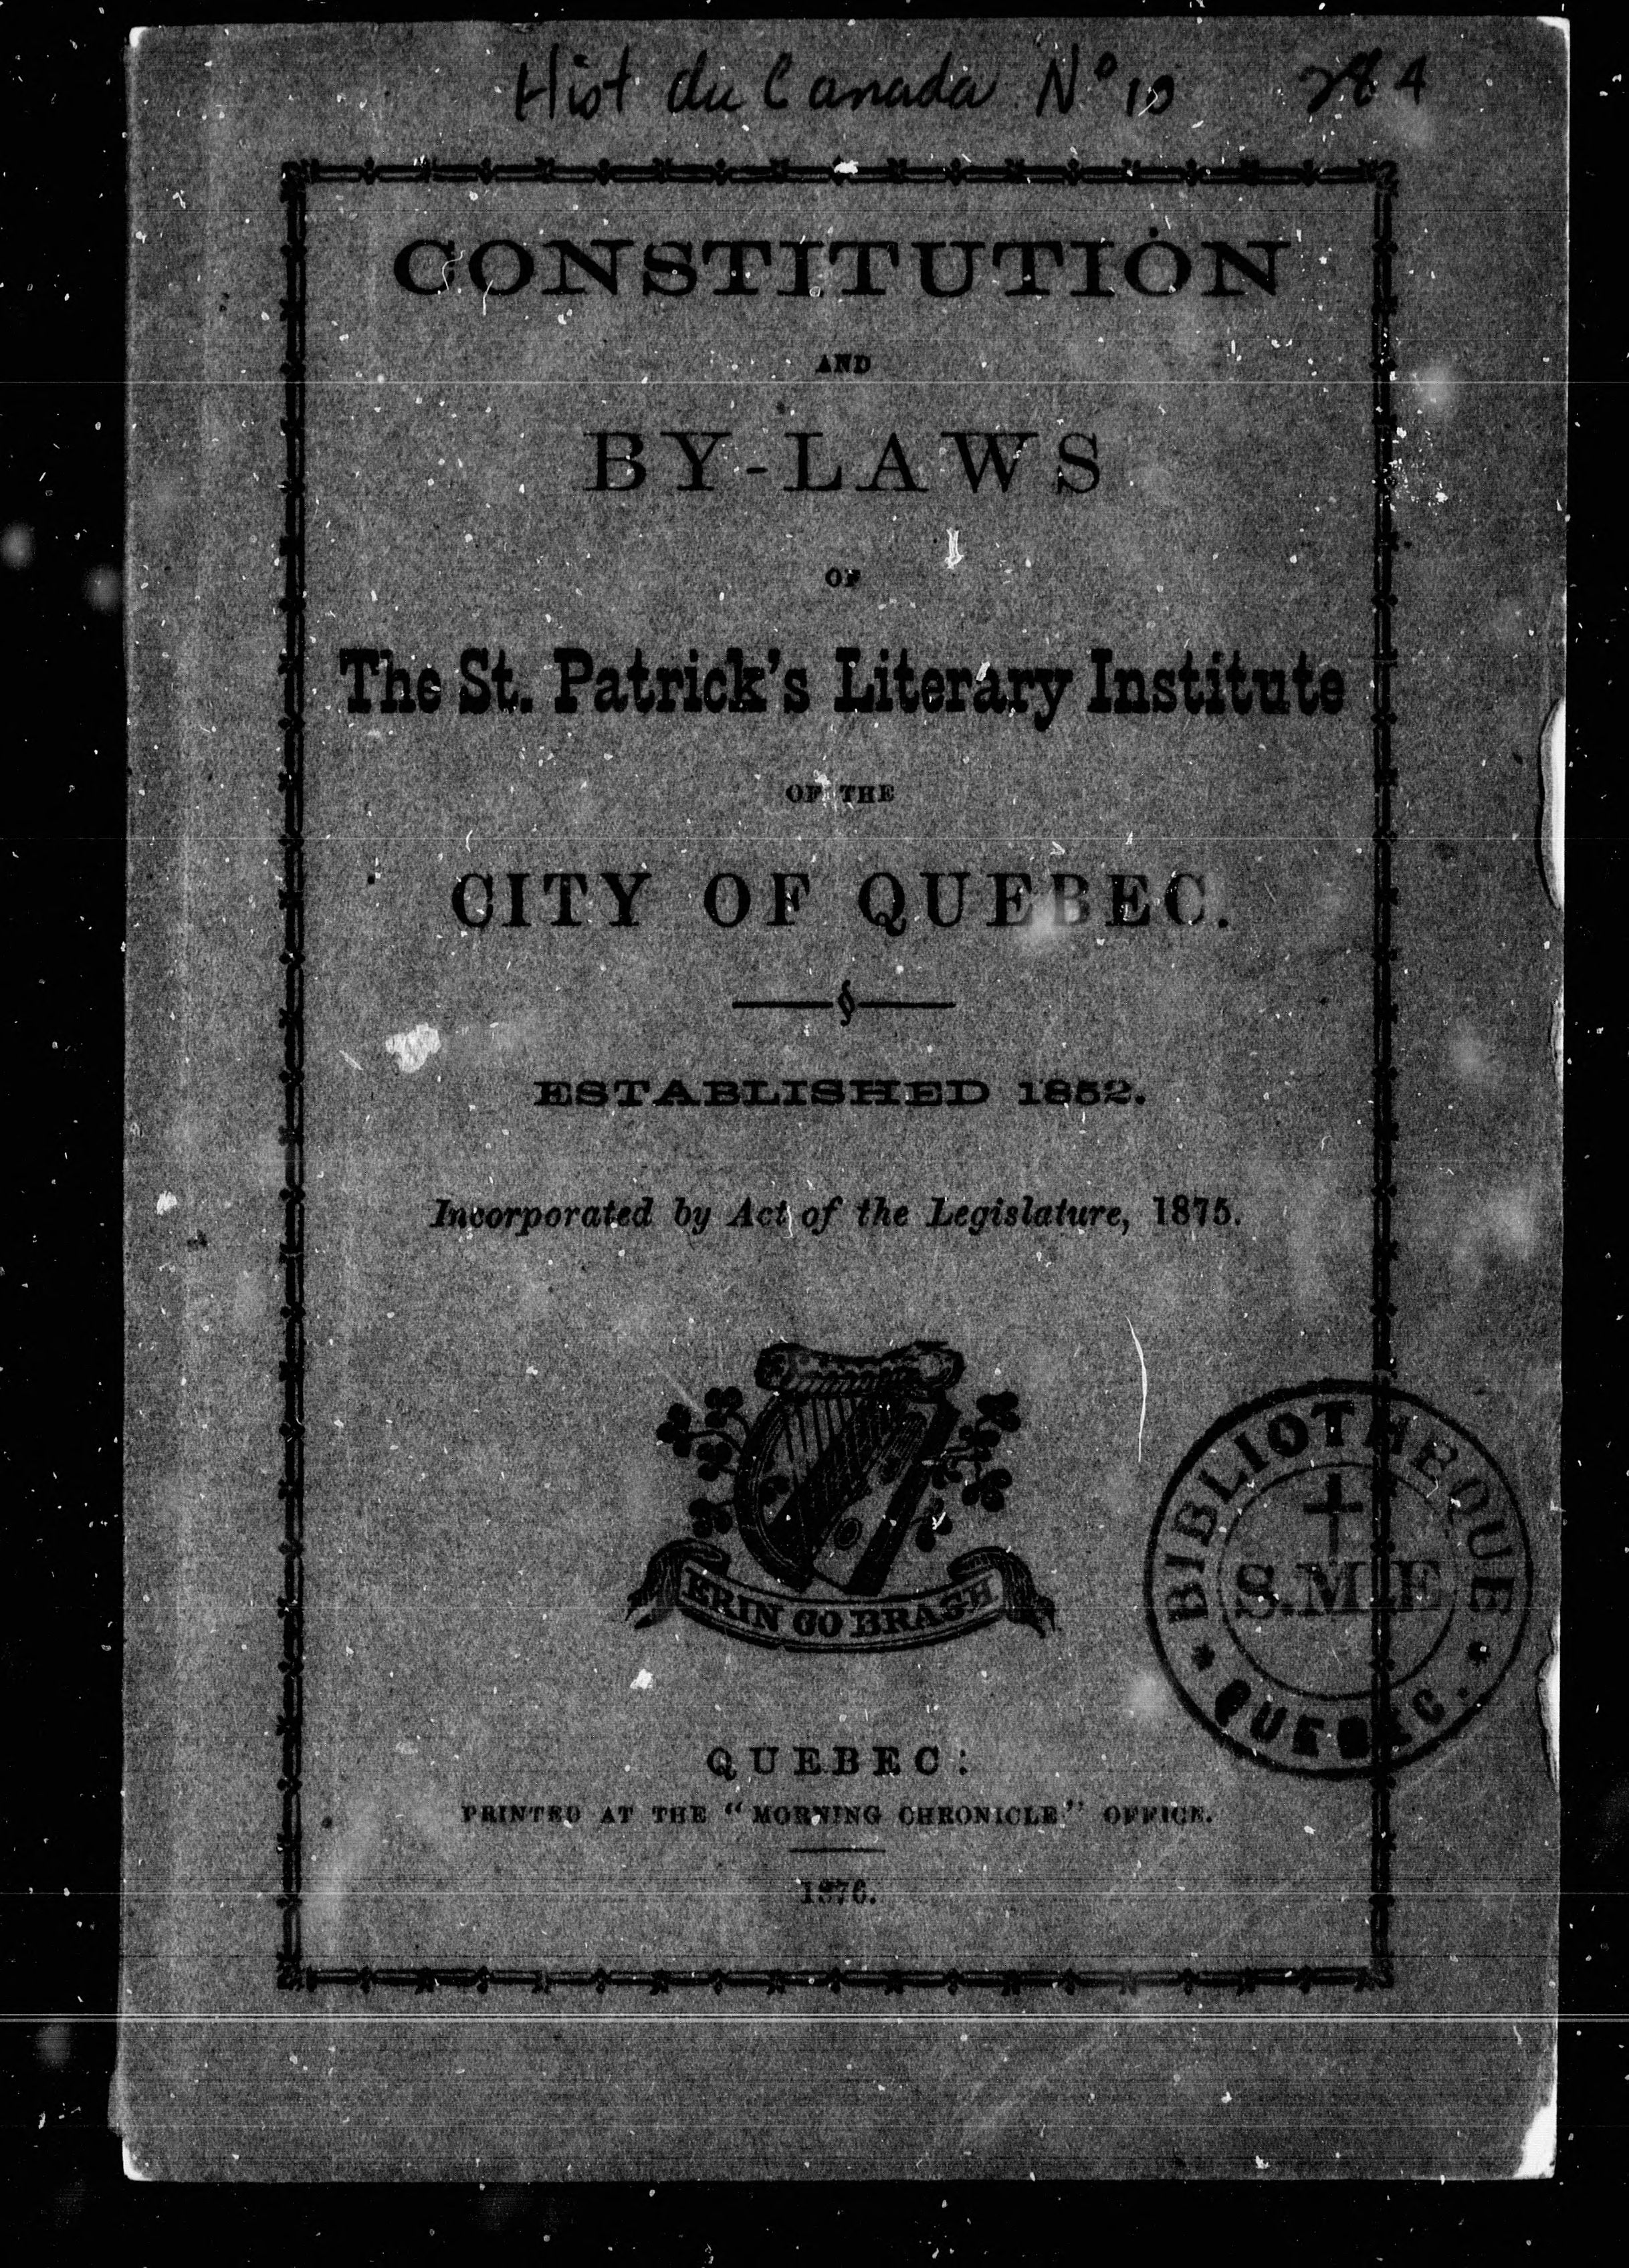 Hist du Canada Nº 10 284
CONSTITUTION
AND
BY-LAWS
OF
The St. Patrick's Literary Institute
OF THE
CITY OF QUEBEC.
§
ESTABLISHED 1852.
Incorporated by Act of the Legislature, 1875.
ERIN GO BRAGH
BIBLIOTHEQUE
S.M.E
QUEBEC.
QUEBEC:
PRINTED AT THE "MORNING CHRONICLE" OFFICE.
1876.